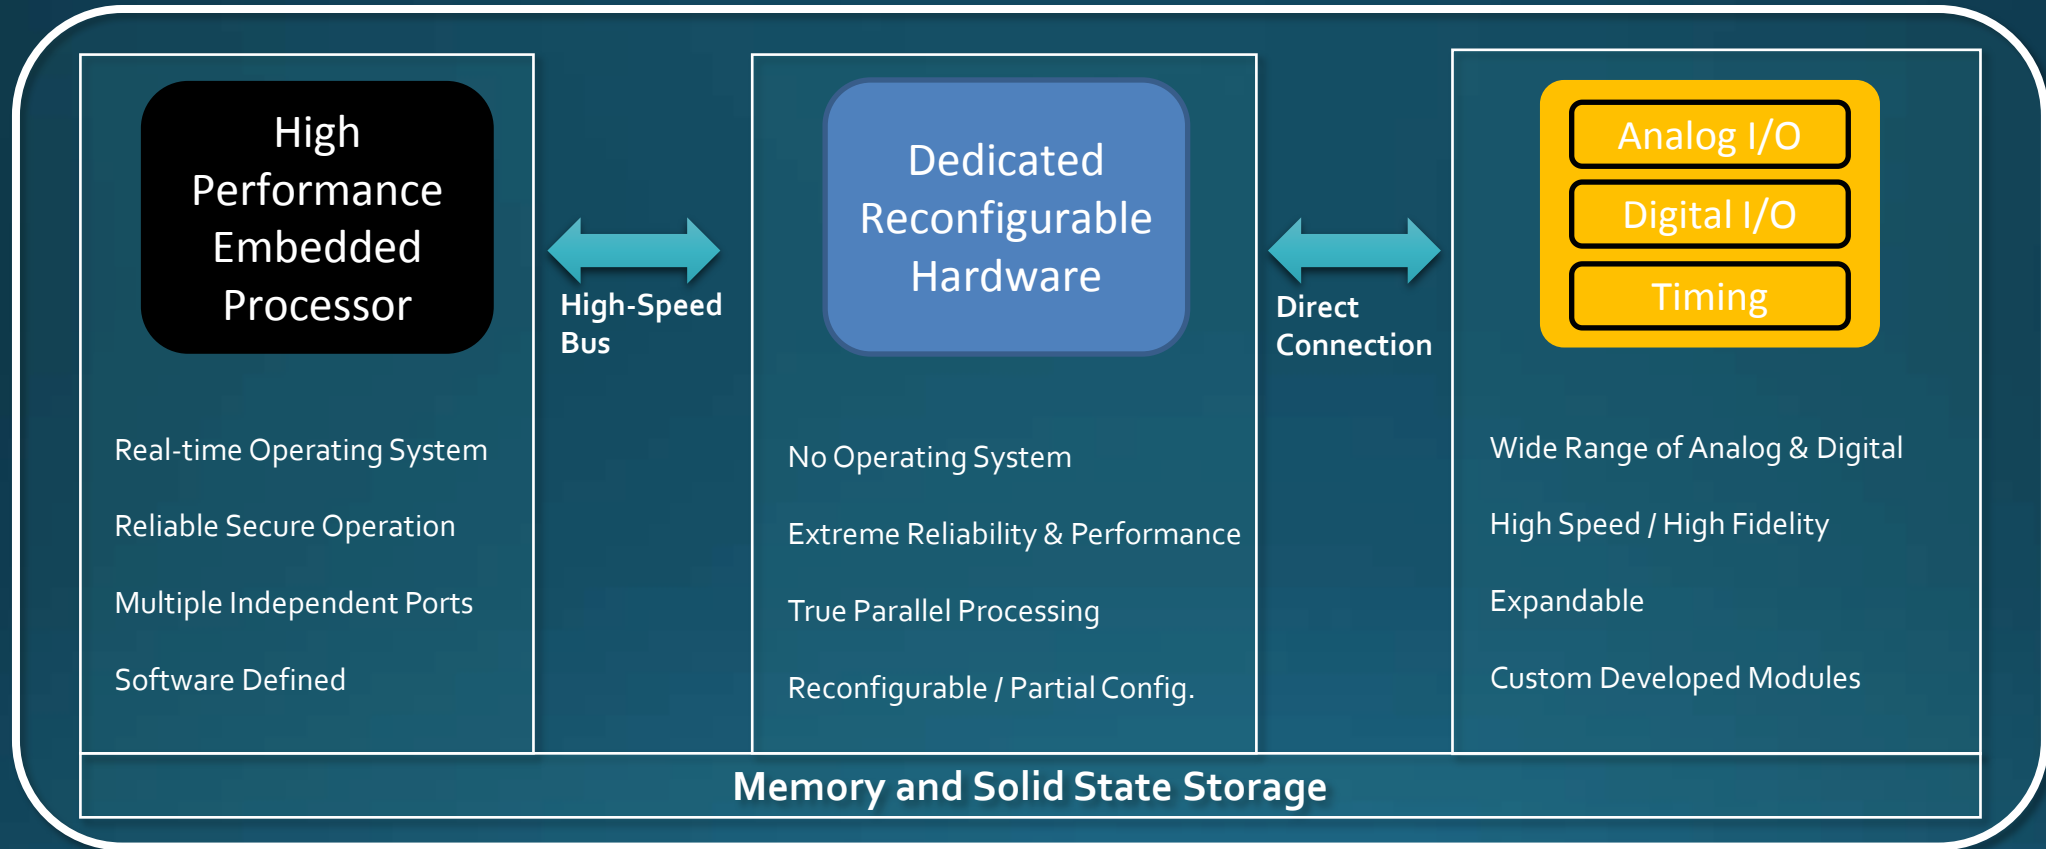 High
Performance
Embedded
Processor
Real-time Operating System
Reliable Secure Operation
Multiple Independent Ports
Software Defined
High-Speed
Bus
Dedicated
Reconfigurable
Hardware
No Operating System
Extreme Reliability & Performance
True Parallel Processing
Reconfigurable / Partial Config.
Direct
Connection
Analog I/O
Digital I/O
Timing
Wide Range of Analog & Digital
High Speed / High Fidelity
Expandable
Custom Developed Modules
Memory and Solid State Storage